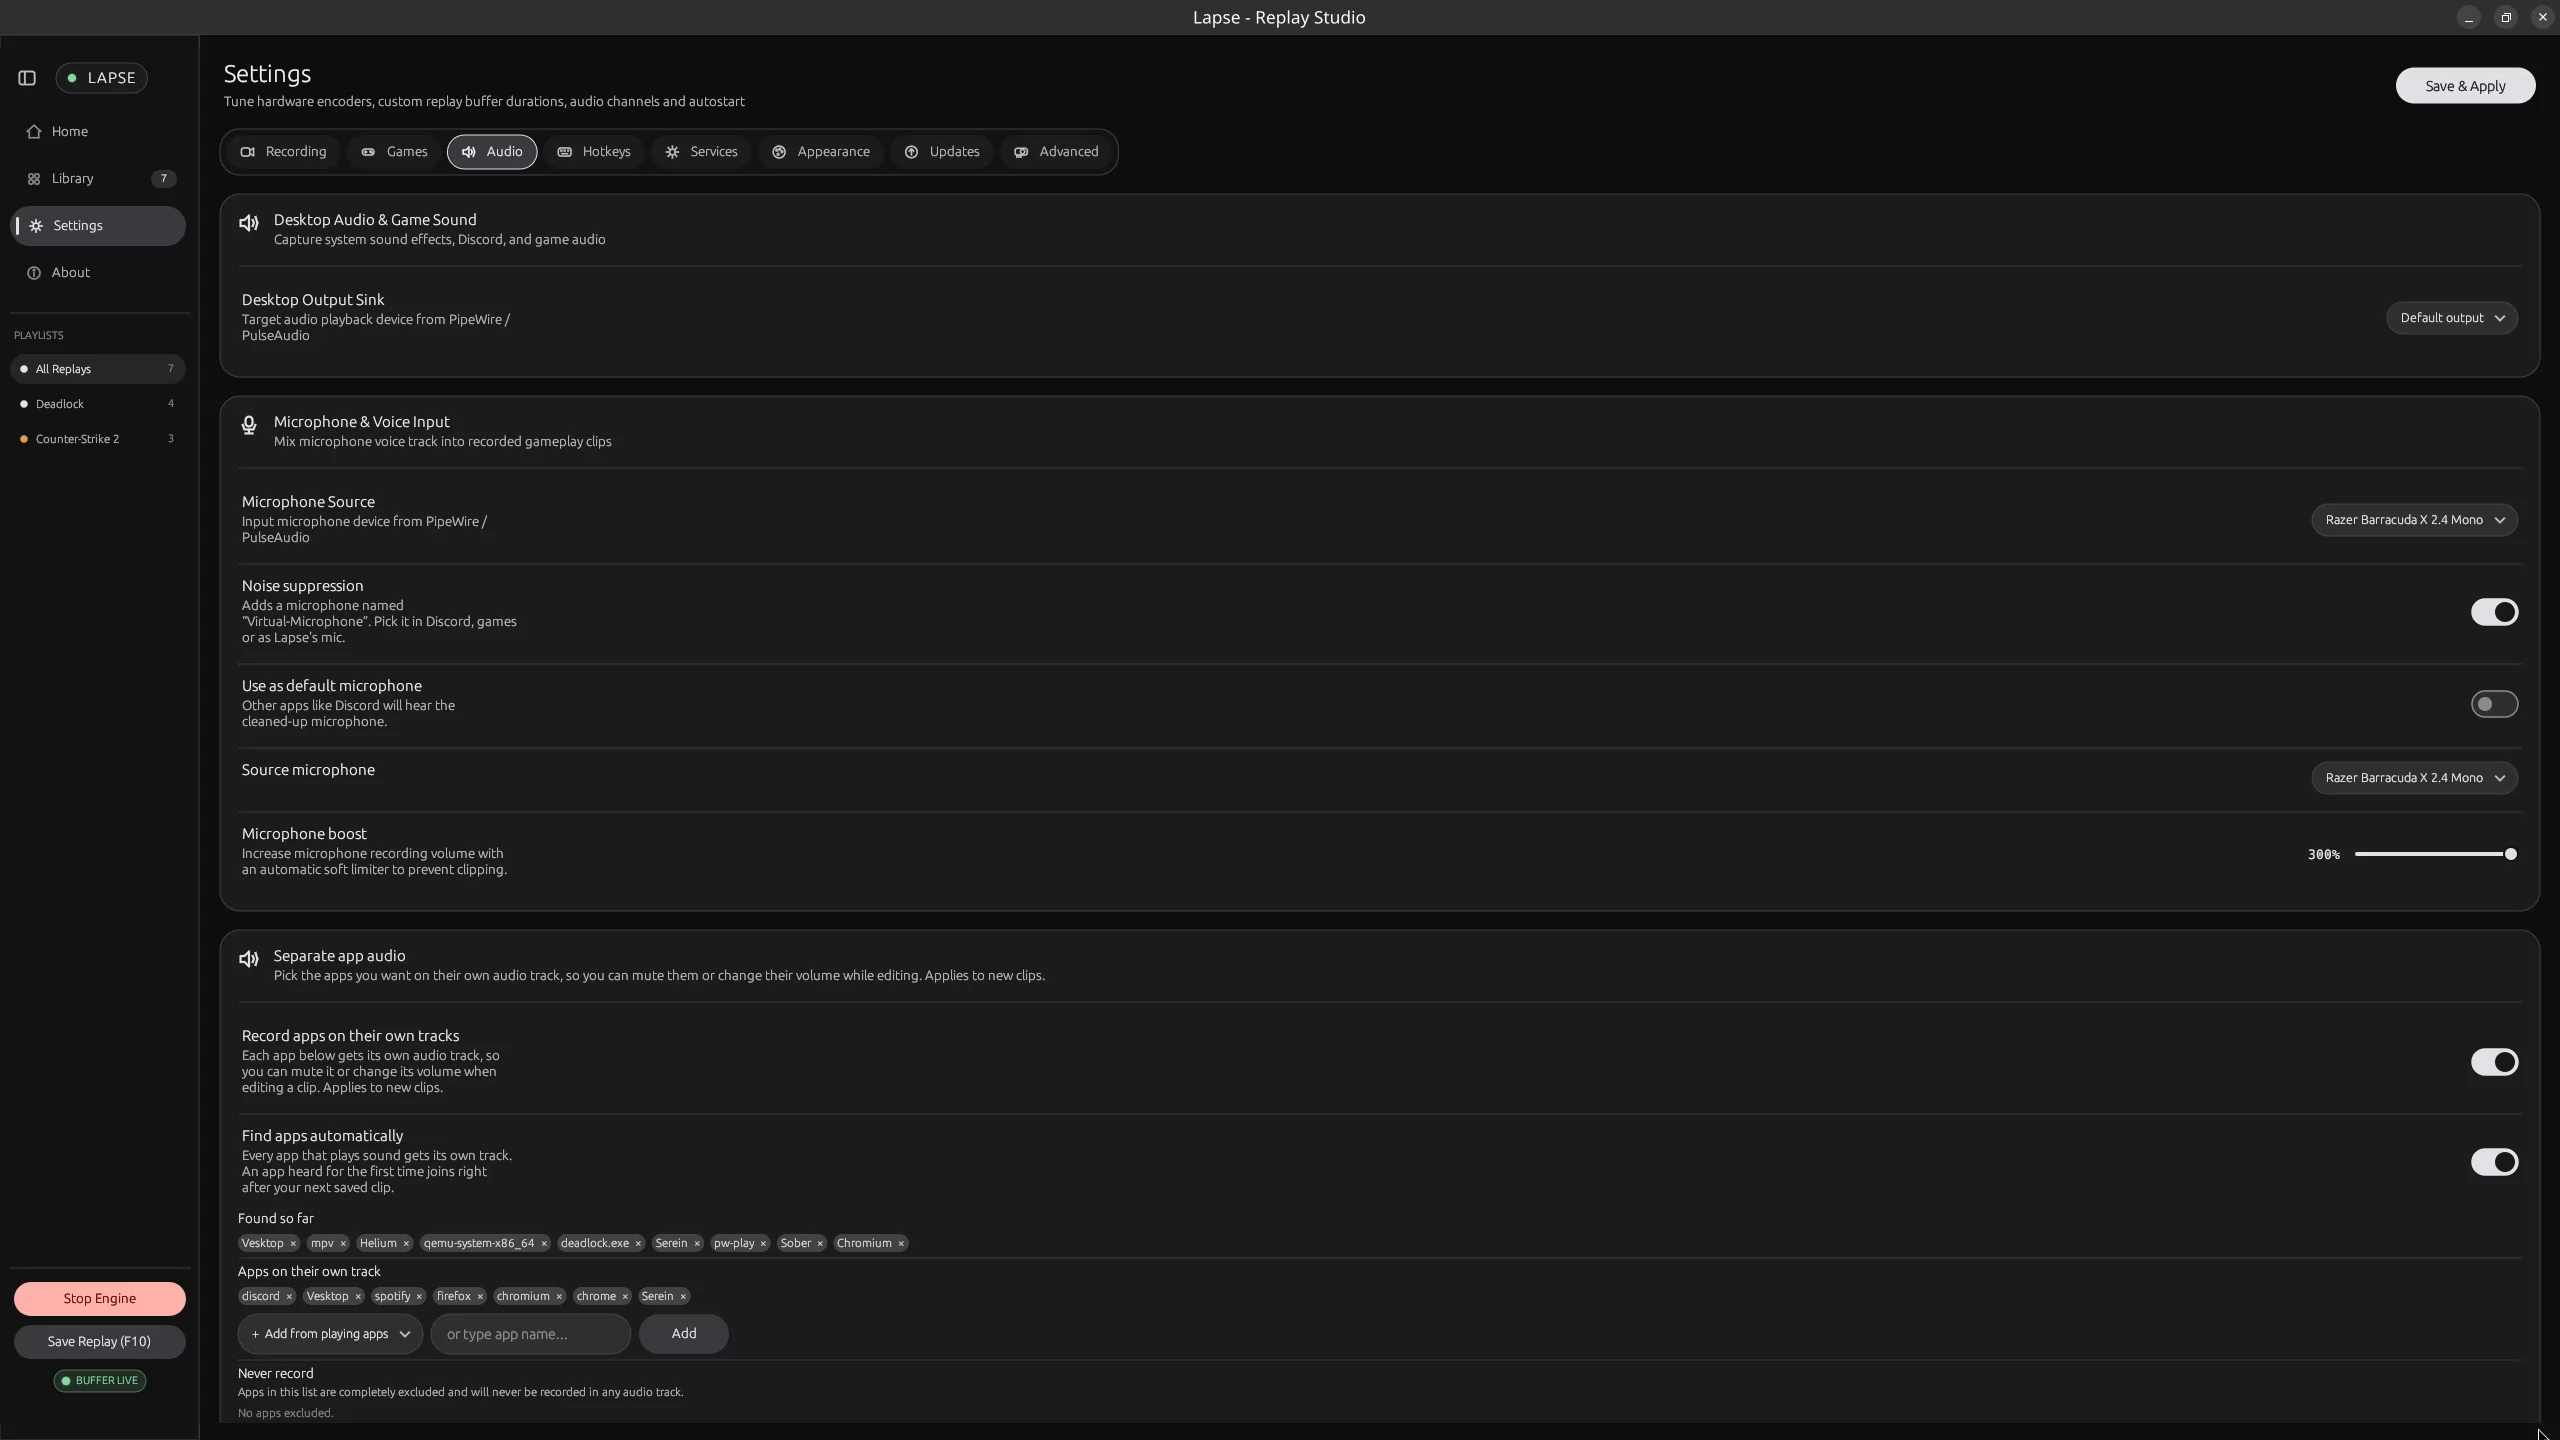 Lapse - Replay Studio
LAPSE
Home
Library 7
Settings
About
PLAYLISTS
All Replays 7
Deadlock 4
Counter-Strike 2 3
Stop Engine
Save Replay (F10)
BUFFER LIVE
Settings
Tune hardware encoders, custom replay buffer durations, audio channels and autostart
Save & Apply
Recording Games Audio Hotkeys Services Appearance Updates Advanced
Desktop Audio & Game Sound
Capture system sound effects, Discord, and game audio
Desktop Output Sink
Target audio playback device from PipeWire /
PulseAudio
Default output
Microphone & Voice Input
Mix microphone voice track into recorded gameplay clips
Microphone Source
Input microphone device from PipeWire /
PulseAudio
Razer Barracuda X 2.4 Mono
Noise suppression
Adds a microphone named
"Virtual-Microphone". Pick it in Discord, games
or as Lapse's mic.
Use as default microphone
Other apps like Discord will hear the
cleaned-up microphone.
Source microphone
Razer Barracuda X 2.4 Mono
Microphone boost
Increase microphone recording volume with
an automatic soft limiter to prevent clipping.
300%
Separate app audio
Pick the apps you want on their own audio track, so you can mute them or change their volume while editing. Applies to new clips.
Record apps on their own tracks
Each app below gets its own audio track, so
you can mute it or change its volume when
editing a clip. Applies to new clips.
Find apps automatically
Every app that plays sound gets its own track.
An app heard for the first time joins right
after your next saved clip.
Found so far
Vesktop × mpv × Helium × qemu-system-x86_64 × deadlock.exe × Serein × pw-play × Sober × Chromium ×
Apps on their own track
discord × Vesktop × spotify × firefox × chromium × chrome × Serein ×
+ Add from playing apps or type app name... Add
Never record
Apps in this list are completely excluded and will never be recorded in any audio track.
No apps excluded.